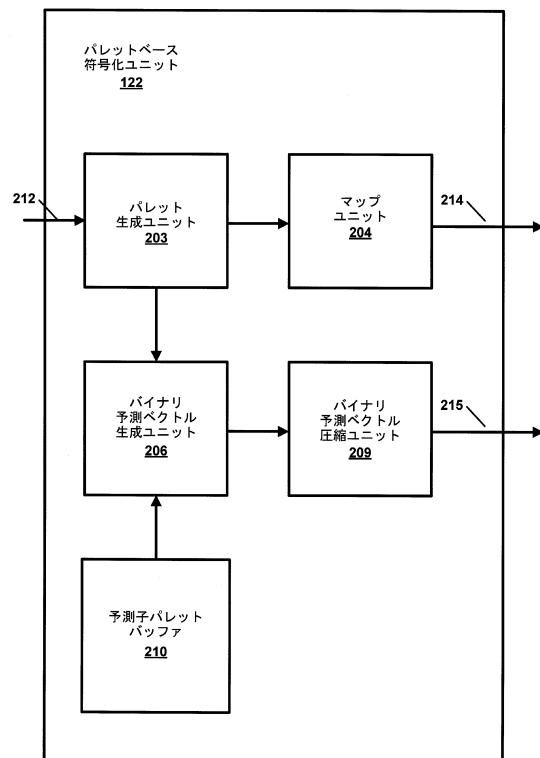 パレットベース
符号化ユニット
122
212
パレット
生成ユニット
203
マップ
ユニット
204
214
バイナリ
予測ベクトル
生成ユニット
206
バイナリ
予測ベクトル
圧縮ユニット
209
215
予測子パレット
バッファ
210